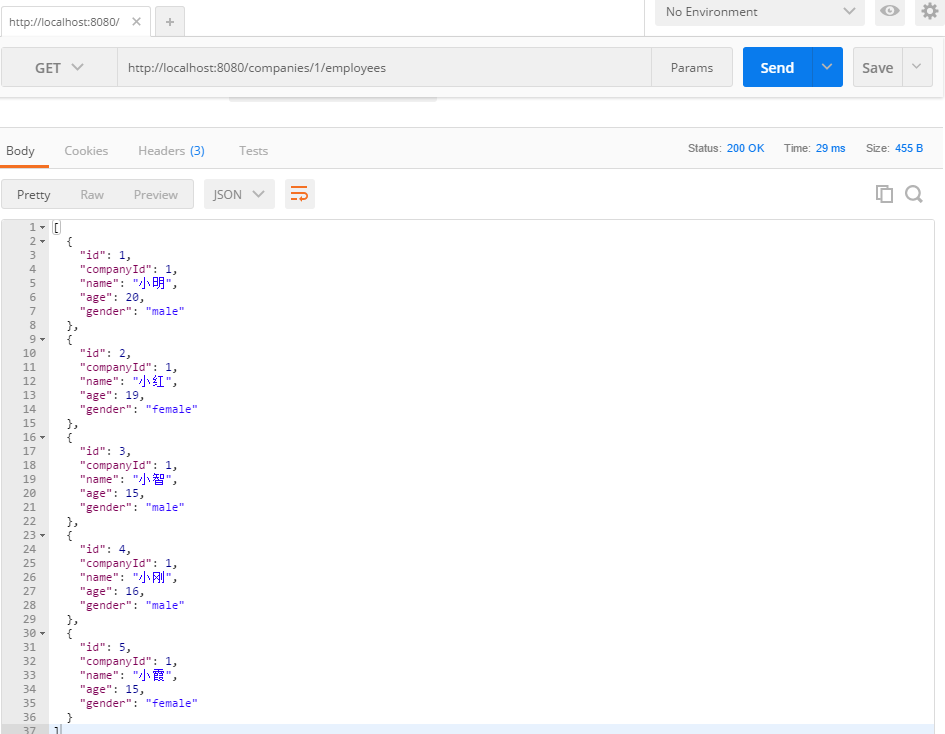 http://localhost:8080/ × +
No Environment
GET http://localhost:8080/companies/1/employees Params Send Save
Body Cookies Headers (3) Tests Status: 200 OK Time: 29 ms Size: 455 B
Pretty Raw Preview JSON
1 [
2 {
3 "id": 1,
4 "companyId": 1,
5 "name": "小明",
6 "age": 20,
7 "gender": "male"
8 },
9 {
10 "id": 2,
11 "companyId": 1,
12 "name": "小红",
13 "age": 19,
14 "gender": "female"
15 },
16 {
17 "id": 3,
18 "companyId": 1,
19 "name": "小智",
20 "age": 15,
21 "gender": "male"
22 },
23 {
24 "id": 4,
25 "companyId": 1,
26 "name": "小刚",
27 "age": 16,
28 "gender": "male"
29 },
30 {
31 "id": 5,
32 "companyId": 1,
33 "name": "小霞",
34 "age": 15,
35 "gender": "female"
36 }
37 ]